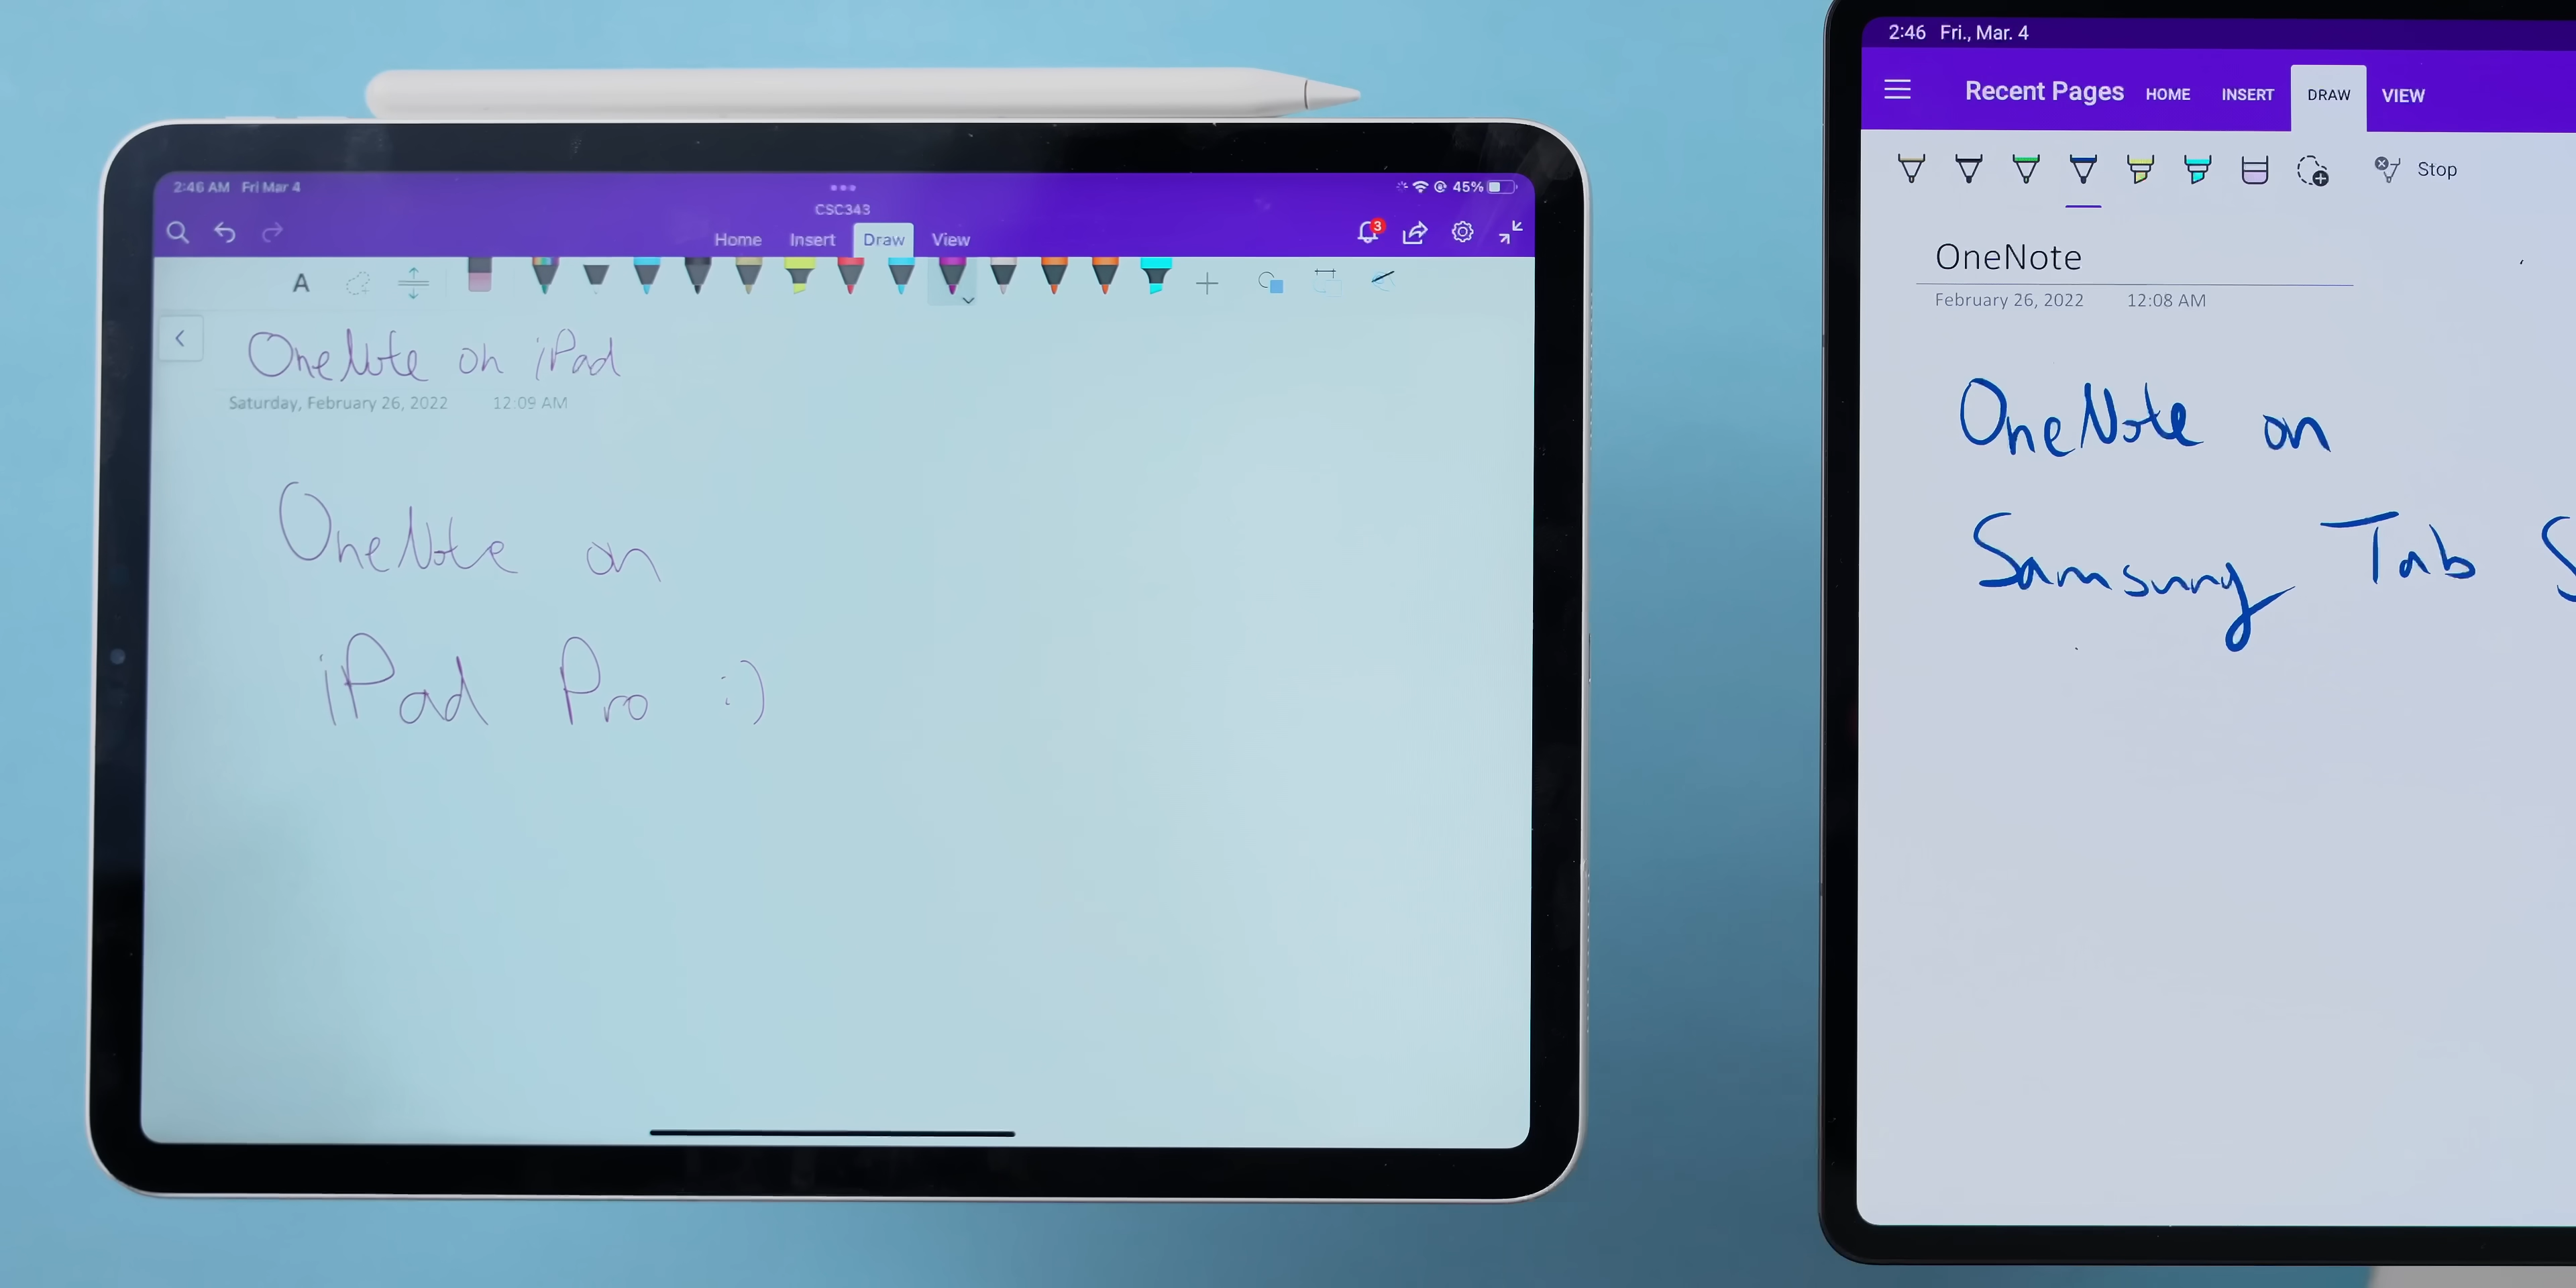 2:46 AM Fri Mar 4
45%
CSC343
Home Insert Draw View
3
A
OneNote on iPad
Saturday, February 26, 2022 12:09 AM
OneNote on
iPad Pro :)
2:46 Fri., Mar. 4
Recent Pages HOME INSERT DRAW VIEW
Stop
OneNote
February 26, 2022 12:08 AM
OneNote on
Samsung Tab S